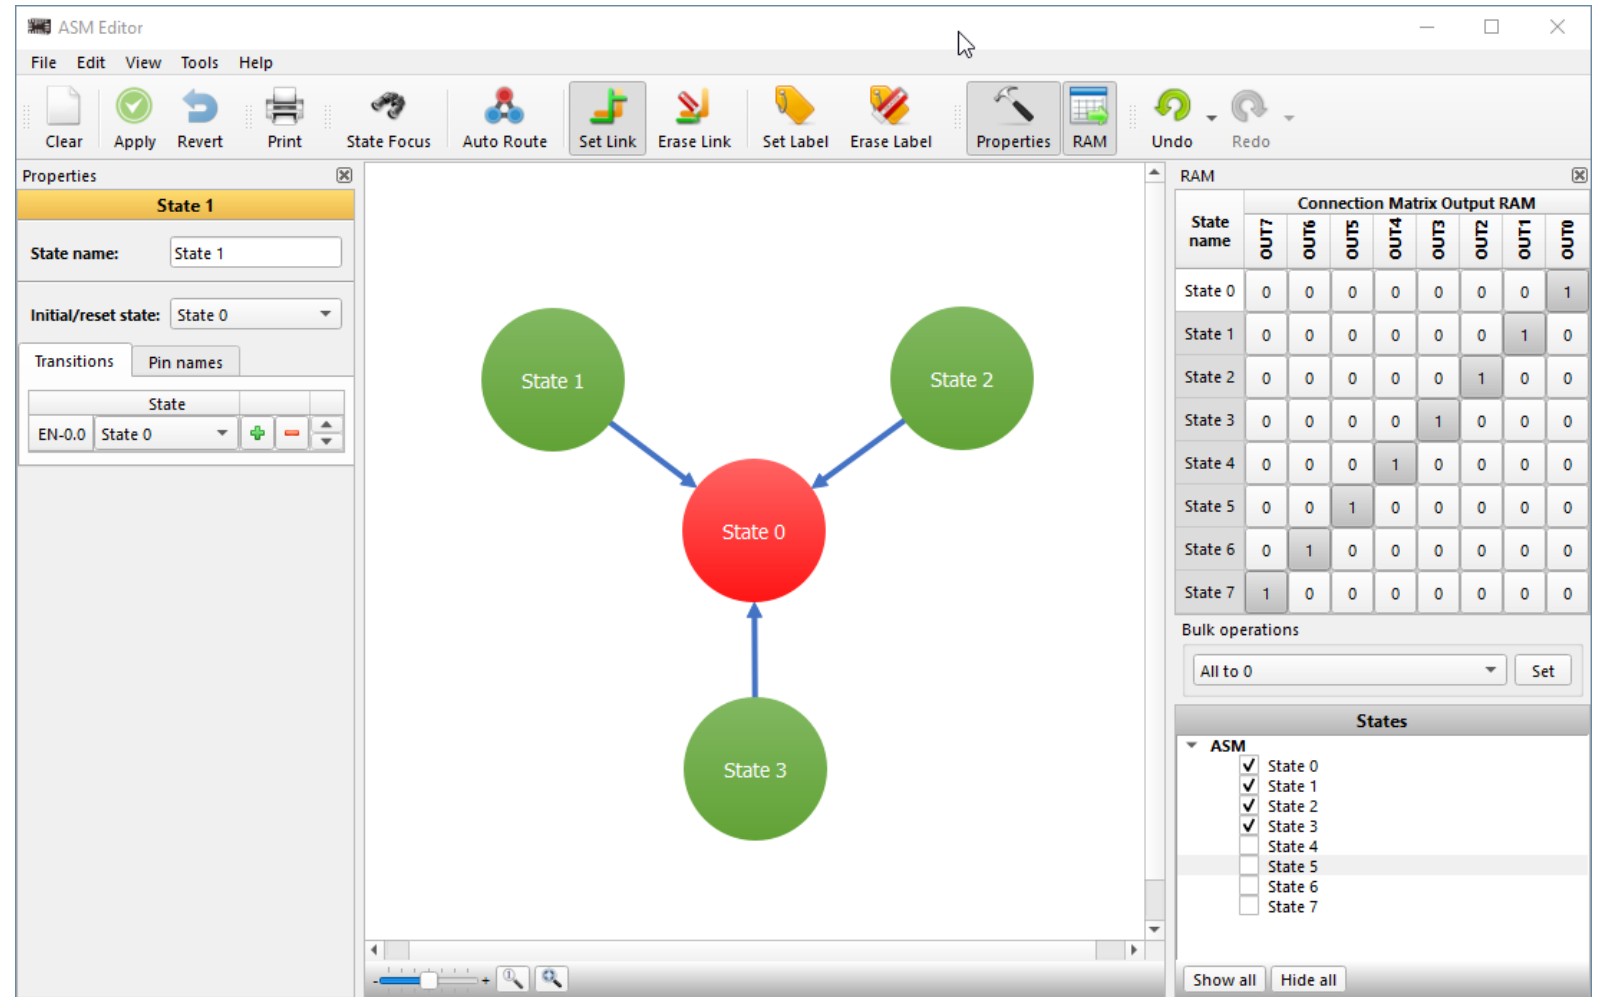 ASM Editor
File Edit View Tools Help
Clear Apply Revert Print State Focus Auto Route Set Link Erase Link Set Label Erase Label Properties RAM Undo Redo
Properties
State 1
State name: State 1
Initial/reset state: State 0
Transitions Pin names
State
EN-0.0 State 0
State 1
State 2
State 0
State 3
- +
RAM
State name Connection Matrix Output RAM
OUT7 OUT6 OUT5 OUT4 OUT3 OUT2 OUT1 OUT0
State 0 0 0 0 0 0 0 0 1
State 1 0 0 0 0 0 0 1 0
State 2 0 0 0 0 0 1 0 0
State 3 0 0 0 0 1 0 0 0
State 4 0 0 0 1 0 0 0 0
State 5 0 0 1 0 0 0 0 0
State 6 0 1 0 0 0 0 0 0
State 7 1 0 0 0 0 0 0 0
Bulk operations
All to 0 Set
States
ASM
State 0
State 1
State 2
State 3
State 4
State 5
State 6
State 7
Show all Hide all